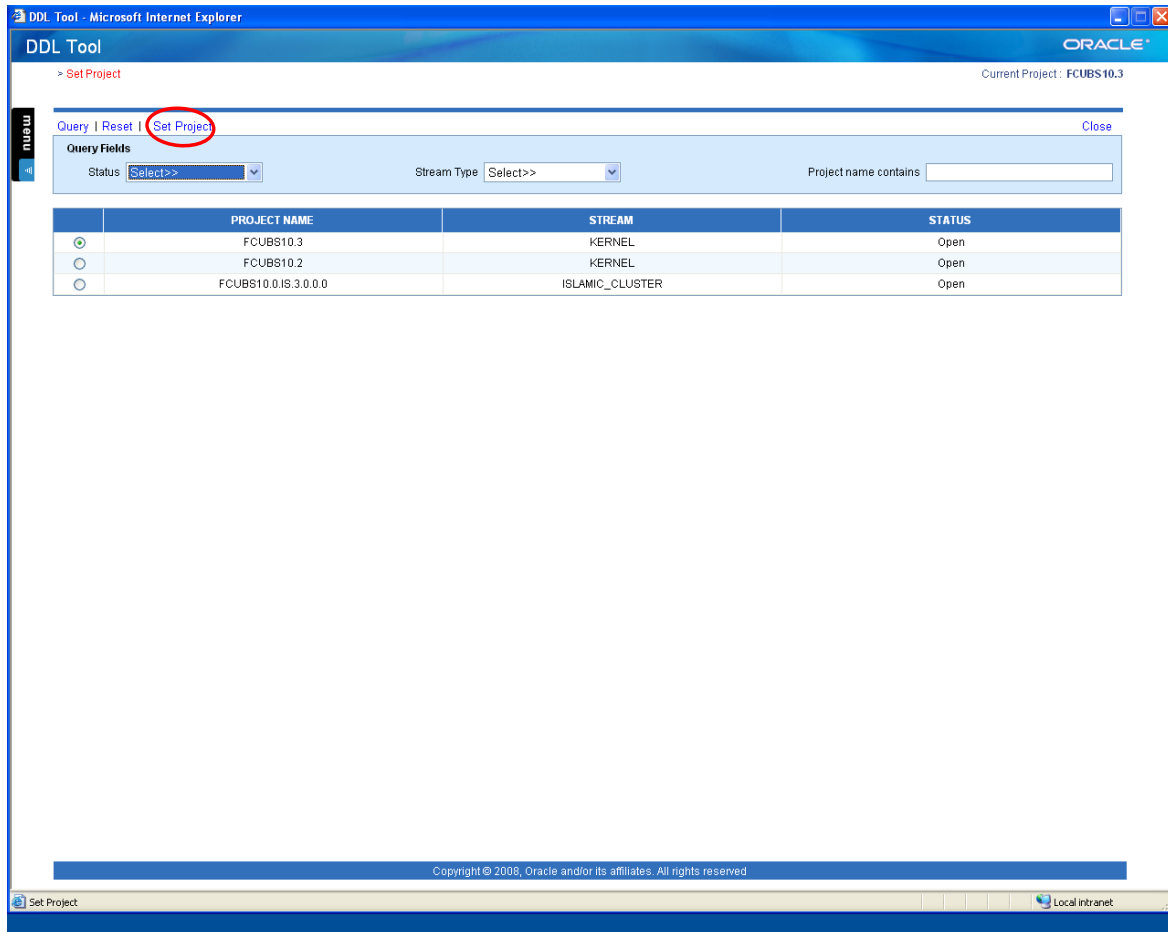 DDL Tool - Microsoft Internet Explorer
DDL Tool
ORACLE
> Set Project
Current Project : FCUBS10.3
menu
Query | Reset | Set Project
Close
Query Fields
Status Select>> Stream Type Select>> Project name contains
PROJECT NAME STREAM STATUS
FCUBS10.3 KERNEL Open
FCUBS10.2 KERNEL Open
FCUBS10.0.IS.3.0.0.0 ISLAMIC_CLUSTER Open
Copyright © 2008, Oracle and/or its affiliates. All rights reserved
Set Project
Local intranet